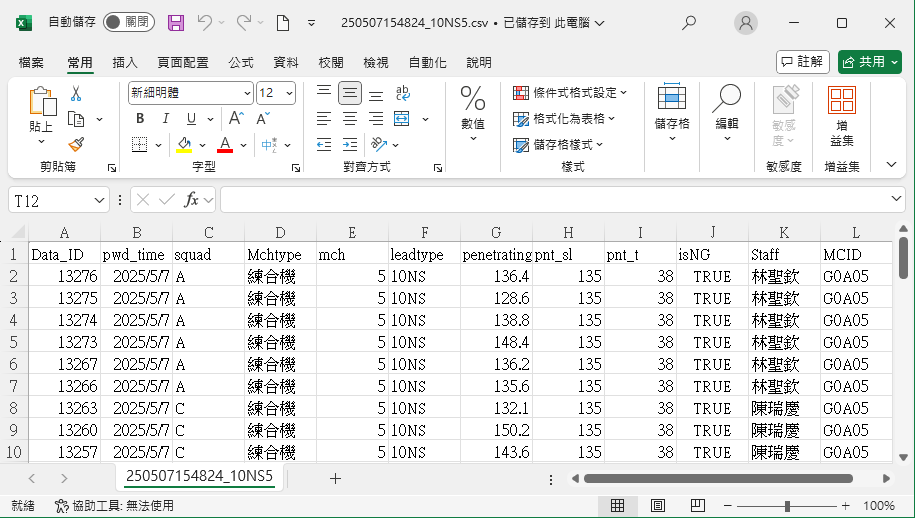 自動儲存 關閉 250507154824_10NS5.csv • 已儲存到 此電腦
檔案 常用 插入 頁面配置 公式 資料 校閱 檢視 自動化 說明 註解 共用
貼上 新細明體 12 數值 條件式格式設定 格式化為表格 儲存格樣式 儲存格 編輯 敏感度 增益集
B I U A A ab c 中文 A
剪貼簿 字型 對齊方式 樣式 敏感度 增益集
T12 fx
A B C D E F G H I J K L
1 Data_ID pwd_time squad Mchtype mch leadtype penetrating pnt_sl pnt_t isNG Staff MCID
2 13276 2025/5/7 A 練合機 5 10NS 136.4 135 38 TRUE 林聖欽 G0A05
3 13275 2025/5/7 A 練合機 5 10NS 128.6 135 38 TRUE 林聖欽 G0A05
4 13274 2025/5/7 A 練合機 5 10NS 138.8 135 38 TRUE 林聖欽 G0A05
5 13273 2025/5/7 A 練合機 5 10NS 148.4 135 38 TRUE 林聖欽 G0A05
6 13267 2025/5/7 A 練合機 5 10NS 136.2 135 38 TRUE 林聖欽 G0A05
7 13266 2025/5/7 A 練合機 5 10NS 135.6 135 38 TRUE 林聖欽 G0A05
8 13263 2025/5/7 C 練合機 5 10NS 132.1 135 38 TRUE 陳瑞慶 G0A05
9 13260 2025/5/7 C 練合機 5 10NS 150.2 135 38 TRUE 陳瑞慶 G0A05
10 13257 2025/5/7 C 練合機 5 10NS 143.6 135 38 TRUE 陳瑞慶 G0A05
250507154824_10NS5
就緒 協助工具: 無法使用 100%